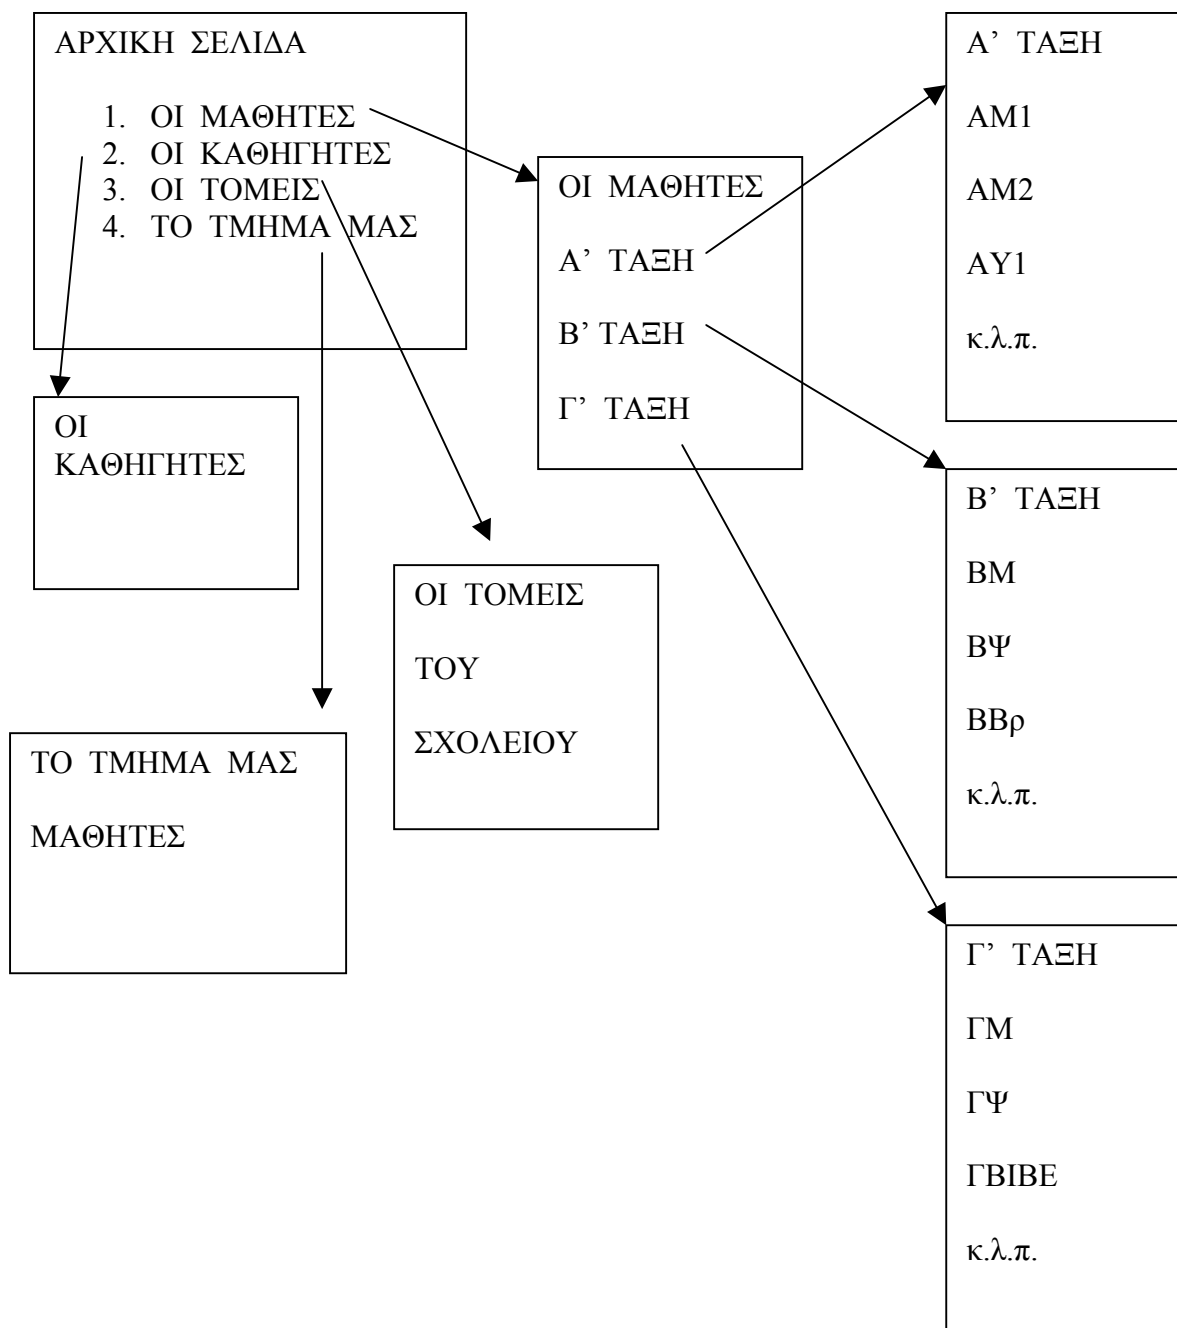 ΑΡΧΙΚΗ ΣΕΛΙΔΑ
1. ΟΙ ΜΑΘΗΤΕΣ
2. ΟΙ ΚΑΘΗΓΗΤΕΣ
3. ΟΙ ΤΟΜΕΙΣ
4. ΤΟ ΤΜΗΜΑ ΜΑΣ
ΟΙ ΜΑΘΗΤΕΣ
Α’ ΤΑΞΗ
Β’ ΤΑΞΗ
Γ’ ΤΑΞΗ
Α’ ΤΑΞΗ
ΑΜ1
ΑΜ2
ΑΥ1
κ.λ.π.
ΟΙ
ΚΑΘΗΓΗΤΕΣ
ΟΙ ΤΟΜΕΙΣ
ΤΟΥ
ΣΧΟΛΕΙΟΥ
Β’ ΤΑΞΗ
ΒΜ
ΒΨ
ΒΒρ
κ.λ.π.
ΤΟ ΤΜΗΜΑ ΜΑΣ
ΜΑΘΗΤΕΣ
Γ’ ΤΑΞΗ
ΓΜ
ΓΨ
ΓΒΙΒΕ
κ.λ.π.